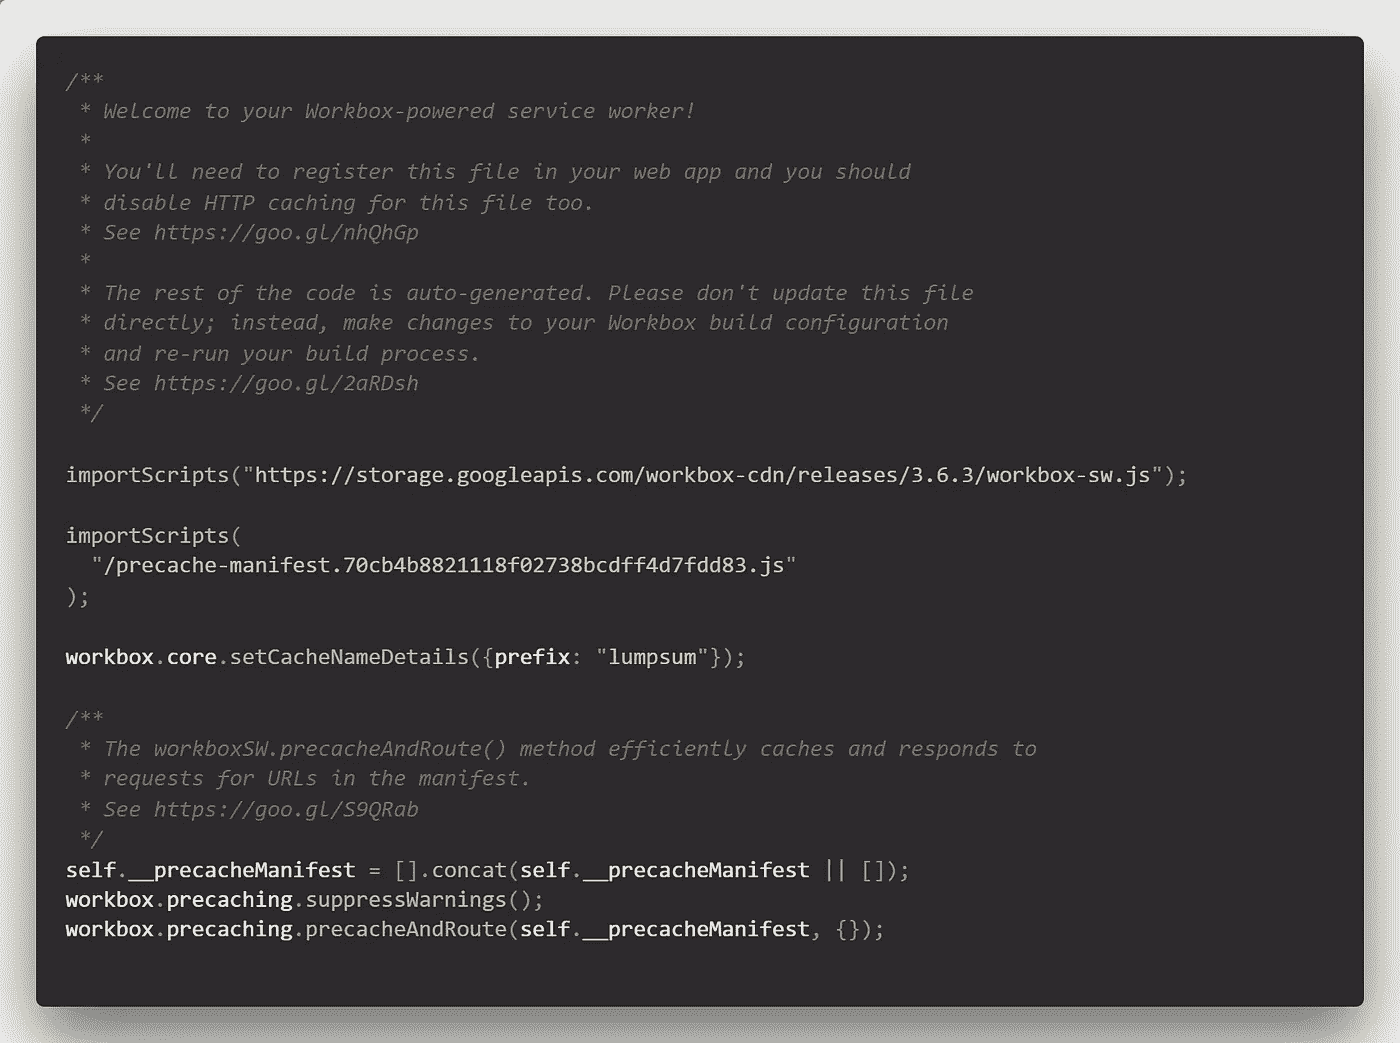 /**
 * Welcome to your Workbox-powered service worker!
 *
 * You'll need to register this file in your web app and you should
 * disable HTTP caching for this file too.
 * See https://goo.gl/nhQhGp
 *
 * The rest of the code is auto-generated. Please don't update this file
 * directly; instead, make changes to your Workbox build configuration
 * and re-run your build process.
 * See https://goo.gl/2aRDsh
 */
importScripts("https://storage.googleapis.com/workbox-cdn/releases/3.6.3/workbox-sw.js");
importScripts(
  "/precache-manifest.70cb4b8821118f02738bcdff4d7fdd83.js"
);
workbox.core.setCacheNameDetails({prefix: "lumpsum"});
/**
 * The workboxSW.precacheAndRoute() method efficiently caches and responds to
 * requests for URLs in the manifest.
 * See https://goo.gl/S9QRab
 */
self.__precacheManifest = [].concat(self.__precacheManifest || []);
workbox.precaching.suppressWarnings();
workbox.precaching.precacheAndRoute(self.__precacheManifest, {});